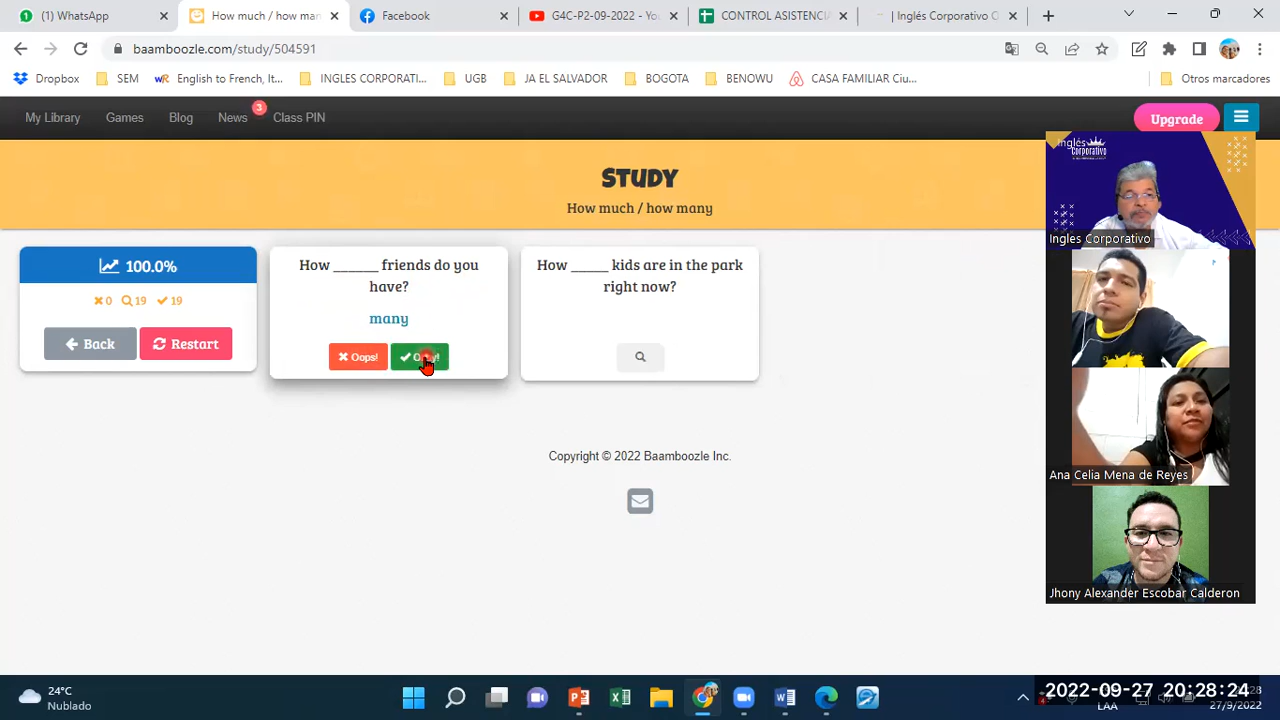 (1) WhatsApp
How much / how man
Facebook
G4C-P2-09-2022 - Yo
CONTROL ASISTENCIA
| Inglés Corporativo G
baamboozle.com/study/504591
Dropbox
SEM
English to French, It...
INGLES CORPORATI...
UGB
JA EL SALVADOR
BOGOTA
BENOWU
CASA FAMILIAR Ciu...
Otros marcadores
My Library
Games
Blog
News
3
Class PIN
Upgrade
STUDY
How much / how many
100.0%
0 19 19
Back
Restart
How ______ friends do you
have?
many
Oops!
How _____ kids are in the park
right now?
Copyright © 2022 Baamboozle Inc.
Inglés
Corporativo
Ingles Corporativo
Ana Celia Mena de Reyes
Jhony Alexander Escobar Calderon
24°C
Nublado
2022-09-27 20:28:24
LAA
27/9/2022